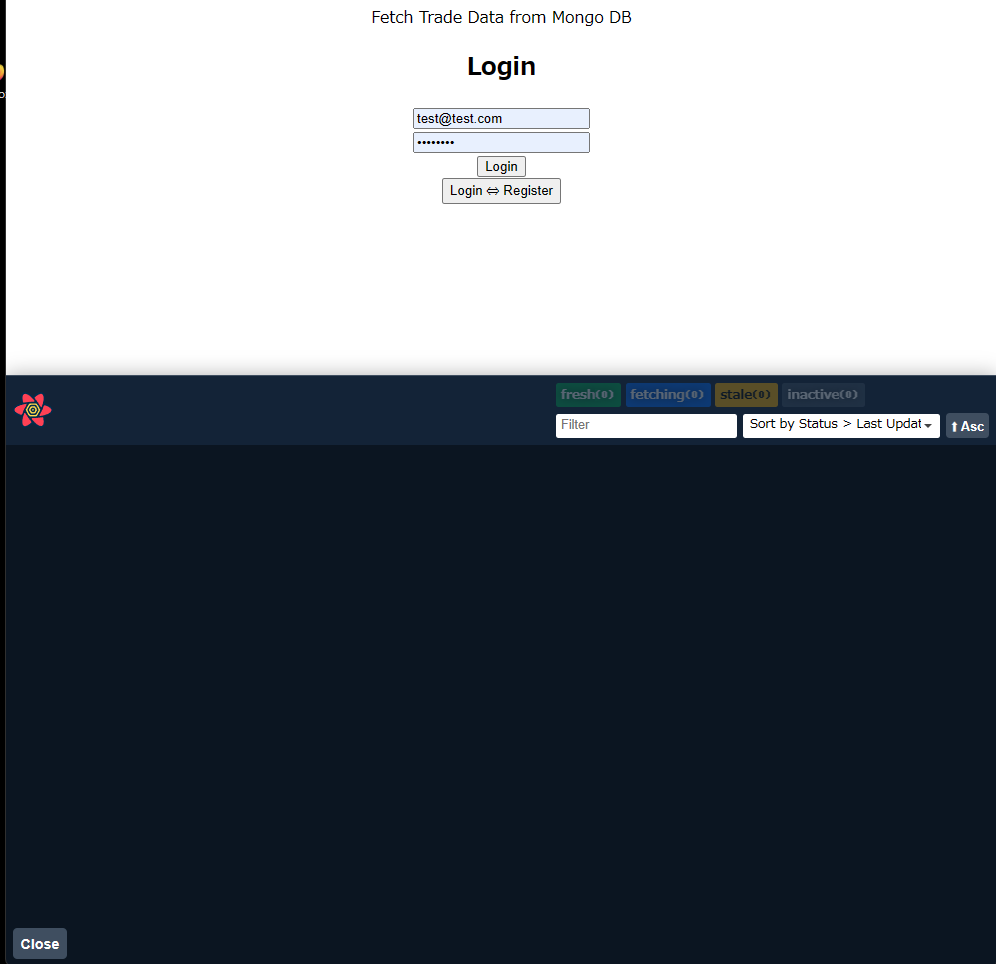 Fetch Trade Data from Mongo DB
Login
test@test.com
••••••••
Login
Login ⇔ Register
fresh(0) fetching(0) stale(0) inactive(0)
Filter Sort by Status > Last Updat ⬆ Asc
Close